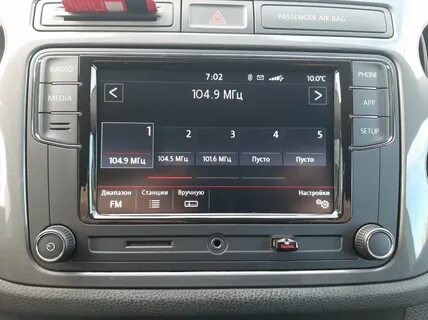 PASSENGER AIR BAG
RADIO
MEDIA
PHONE
APP
SETUP
7:02
10.0°C
104.9 МГц
1
2
3
4
5
104.9 МГц
104.5 МГц
101.6 МГц
Пусто
Пусто
Диапазон
Станции
Вручную
Настройки
FM